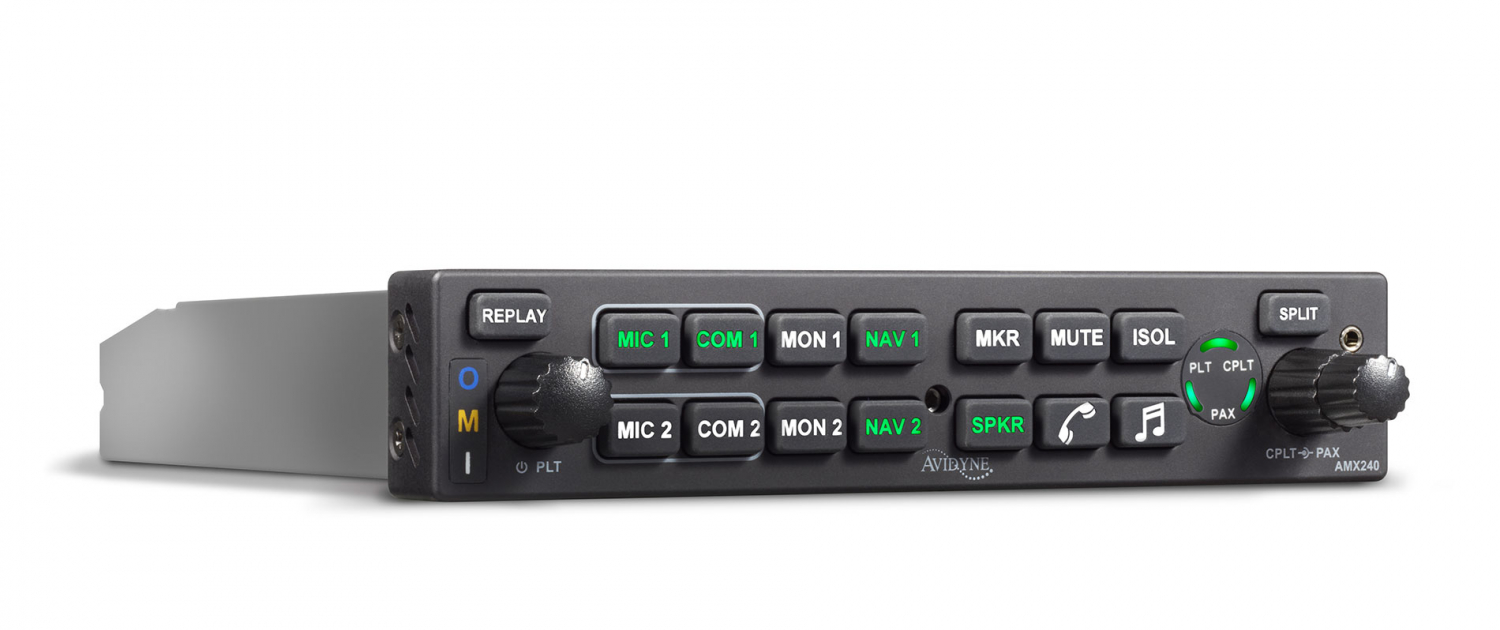 REPLAY
MIC 1 COM 1 MON 1 NAV 1 MKR MUTE ISOL
SPLIT
O
M
I
PLT CPLT
PAX
MIC 2 COM 2 MON 2 NAV 2 SPKR
PLT
AVIDYNE
CPLT PAX
AMX240